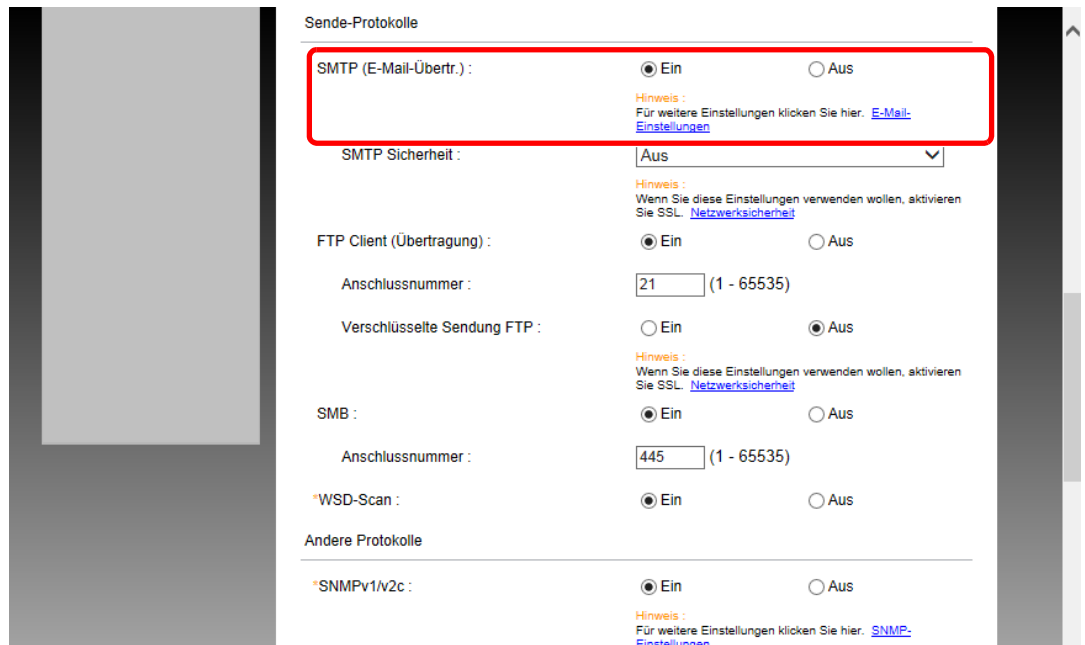 Sende-Protokolle
SMTP (E-Mail-Übertr.) : Ein Aus
Hinweis :
Für weitere Einstellungen klicken Sie hier. E-Mail-
Einstellungen
SMTP Sicherheit : Aus
Hinweis :
Wenn Sie diese Einstellungen verwenden wollen, aktivieren
Sie SSL. Netzwerksicherheit
FTP Client (Übertragung) : Ein Aus
Anschlussnummer : 21 (1 - 65535)
Verschlüsselte Sendung FTP : Ein Aus
Hinweis :
Wenn Sie diese Einstellungen verwenden wollen, aktivieren
Sie SSL. Netzwerksicherheit
SMB : Ein Aus
Anschlussnummer : 445 (1 - 65535)
*WSD-Scan : Ein Aus
Andere Protokolle
*SNMPv1/v2c : Ein Aus
Hinweis :
Für weitere Einstellungen klicken Sie hier. SNMP-
Einstellungen